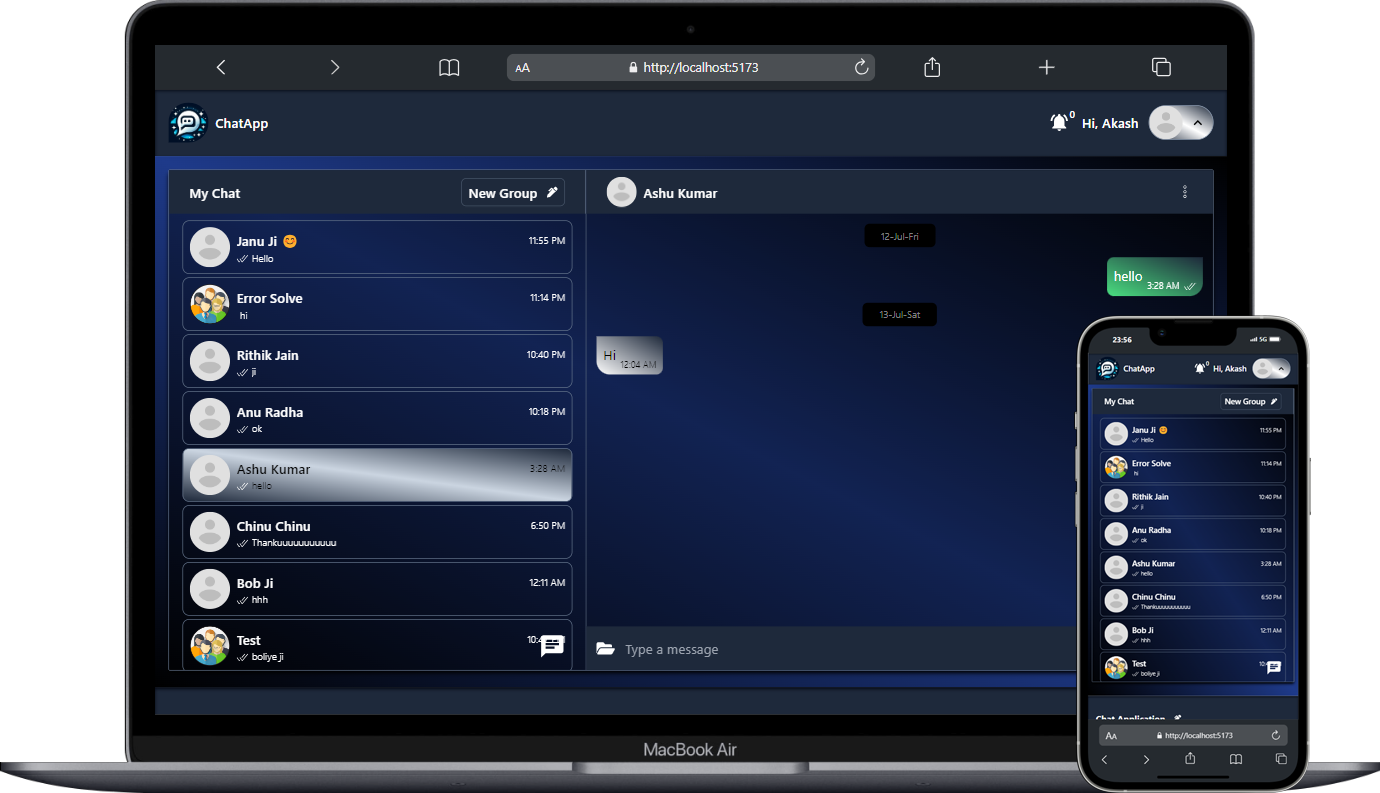 AA http://localhost:5173
ChatApp
0 Hi, Akash
My Chat
New Group
Janu Ji 😊 11:55 PM
Hello
Error Solve 11:14 PM
hi
Rithik Jain 10:40 PM
ji
Anu Radha 10:18 PM
ok
Ashu Kumar 3:28 AM
hello
Chinu Chinu 6:50 PM
Thankuuuuuuuuuuu
Bob Ji 12:11 AM
hhh
Test
boliye ji
Ashu Kumar
12-Jul-Fri
hello 3:28 AM
13-Jul-Sat
Hi 12:04 AM
Type a message
MacBook Air
23:56 5G
ChatApp
0 Hi, Akash
My Chat
New Group
Janu Ji 😊 11:55 PM
Hello
Error Solve 11:14 PM
hi
Rithik Jain 10:40 PM
ji
Anu Radha 10:18 PM
ok
Ashu Kumar 3:28 AM
hello
Chinu Chinu 6:50 PM
Thankuuuuuuuuuuu
Bob Ji 12:11 AM
hhh
Test
boliye ji
Chat Application
AA http://localhost:5173